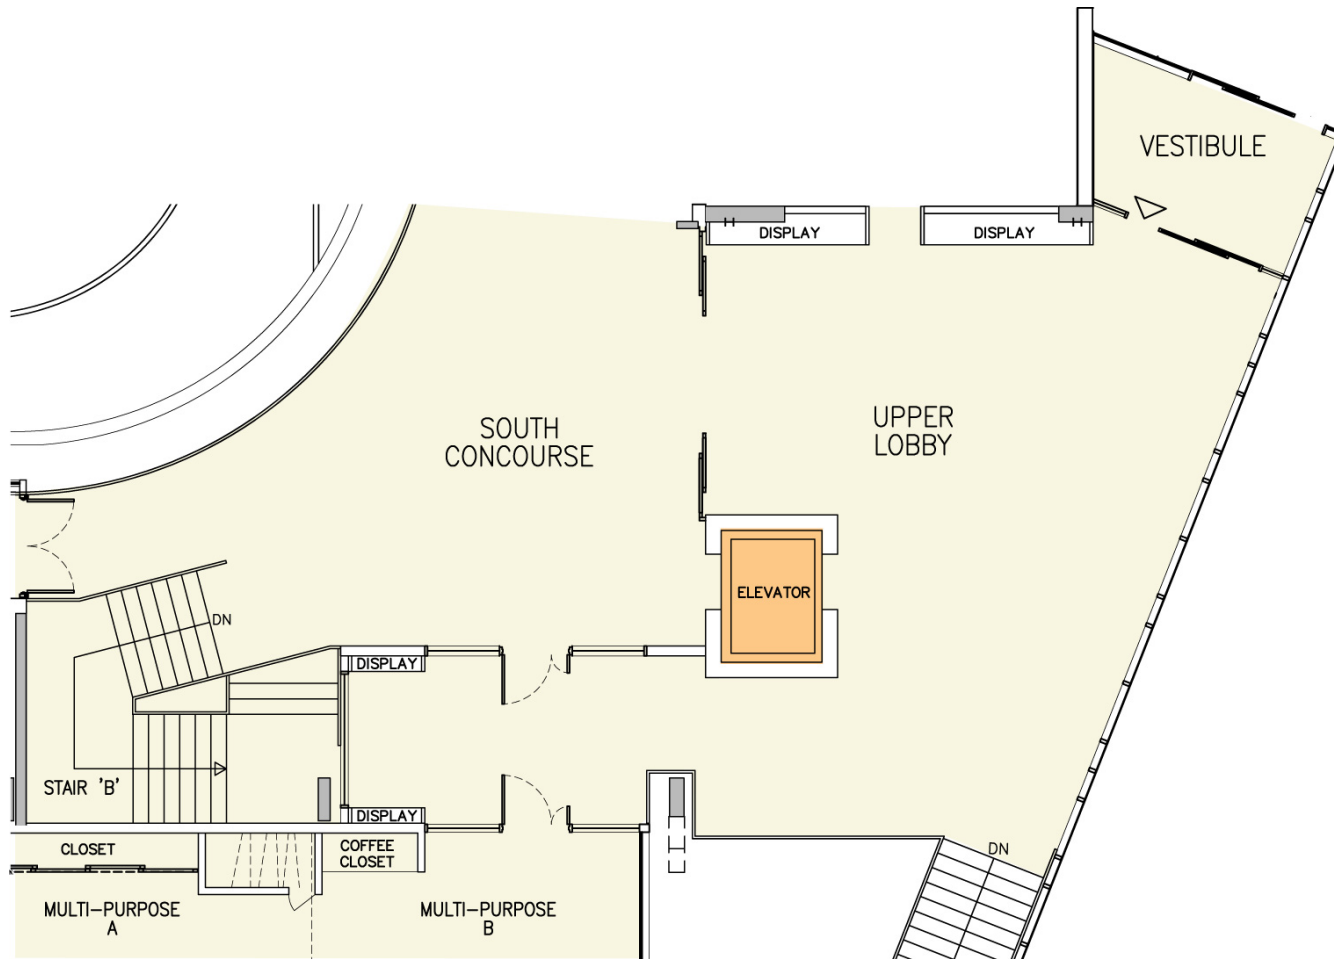 VESTIBULE
DISPLAY
DISPLAY
SOUTH
CONCOURSE
UPPER
LOBBY
ELEVATOR
DN
DISPLAY
STAIR 'B'
DISPLAY
CLOSET
COFFEE
CLOSET
DN
MULTI-PURPOSE
A
MULTI-PURPOSE
B